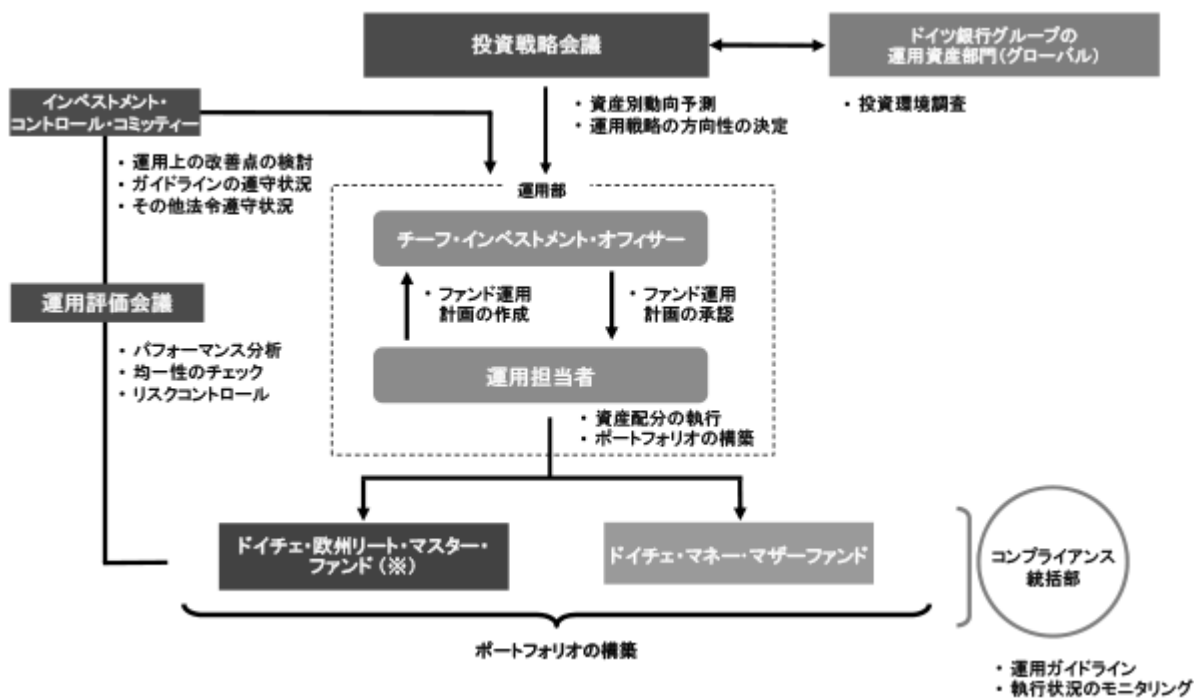 投資戦略会議
ドイツ銀行グループの
運用資産部門(グローバル)
・資産別動向予測
・運用戦略の方向性の決定
・投資環境調査
インベストメント・
コントロール・コミッティー
・運用上の改善点の検討
・ガイドラインの遵守状況
・その他法令遵守状況
運用部
チーフ・インベストメント・オフィサー
・ファンド運用
計画の作成
・ファンド運用
計画の承認
運用評価会議
・パフォーマンス分析
・均一性のチェック
・リスクコントロール
運用担当者
・資産配分の執行
・ポートフォリオの構築
ドイチェ・欧州リート・マスター・
ファンド(※)
ドイチェ・マネー・マザーファンド
コンプライアンス
統括部
ポートフォリオの構築
・運用ガイドライン
・執行状況のモニタリング